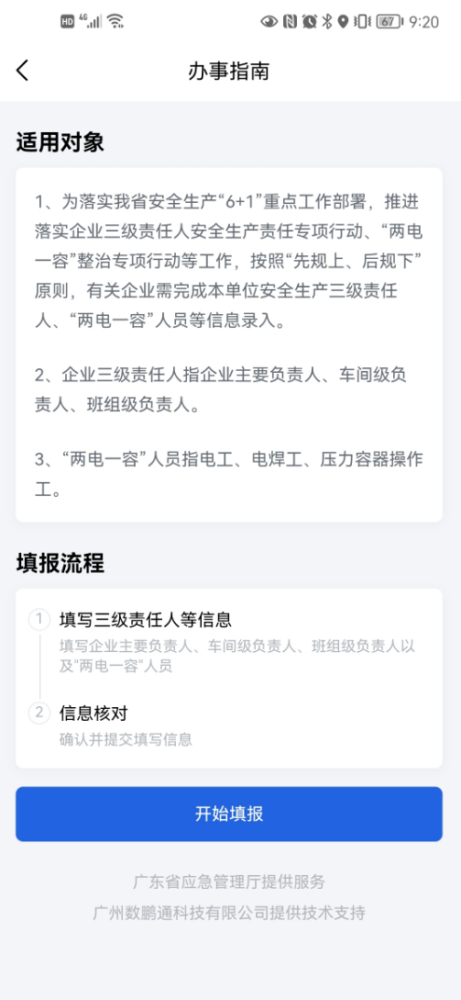 HD 4G 67 9:20
办事指南
适用对象
1、为落实我省安全生产“6+1”重点工作部署，推进
落实企业三级责任人安全生产责任专项行动、“两电
一容”整治专项行动等工作，按照“先规上、后规下”
原则，有关企业需完成本单位安全生产三级责任
人、“两电一容”人员等信息录入。
2、企业三级责任人指企业主要负责人、车间级负
责人、班组级负责人。
3、“两电一容”人员指电工、电焊工、压力容器操作
工。
填报流程
1 填写三级责任人等信息
填写企业主要负责人、车间级负责人、班组级负责人以
及"两电一容"人员
2 信息核对
确认并提交填写信息
开始填报
广东省应急管理厅提供服务
广州数鹏通科技有限公司提供技术支持